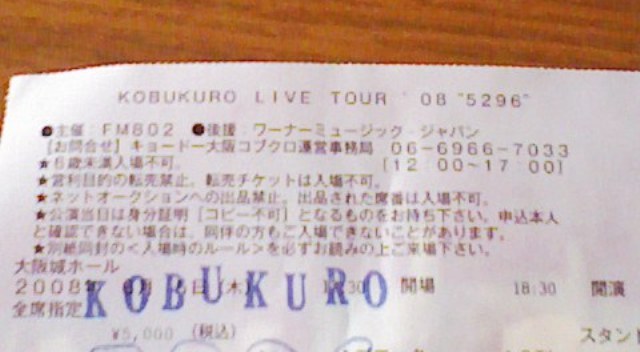 KOBUKURO LIVE TOUR '08 "5296"
●主催:FM802 ●後援:ワーナーミュージック・ジャパン
[お問合せ] キョードー大阪コブクロ運営事務局 06-6966-7033
★6歳未満入場不可。 [12:00~17:00]
★営利目的の転売禁止。転売チケットは入場不可。
★ネットオークションへの出品禁止。出品された席番は入場不可。
★公演当日は身分証明[コピー不可]となるものをお持ち下さい。申込本人
と確認できない場合は、同伴の方もご入場できないことがあります。
★別紙同封の<入場時のルール>を必ずお読みの上ご来場下さい。
大阪城ホール
2008年 日(木) 30 開場 18:30 開演
KOBUKURO
全席指定
¥5,000 (税込)
スタンド